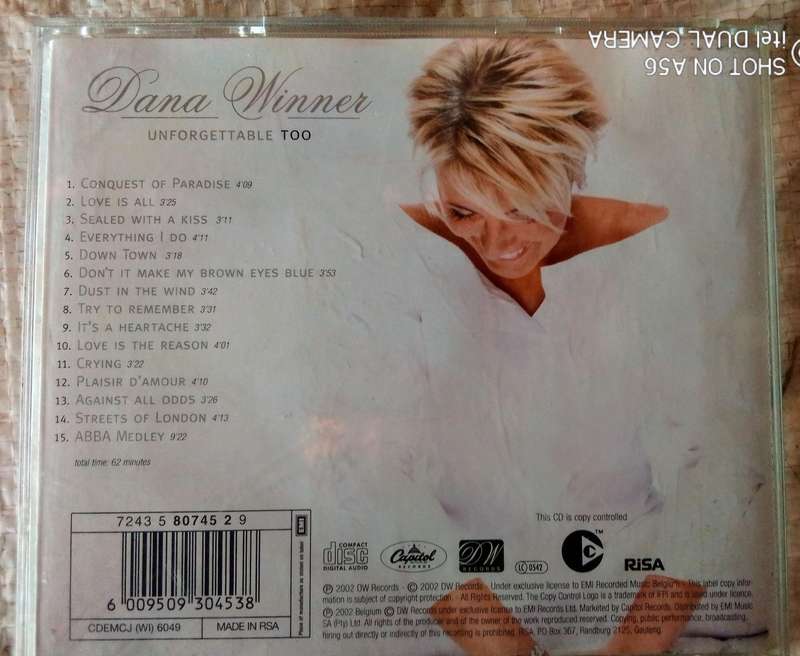 SHOT ON A56
itel DUAL CAMERA
Dana Winner
UNFORGETTABLE TOO
1. CONQUEST OF PARADISE 4'09
2. LOVE IS ALL 3'25
3. SEALED WITH A KISS 3'11
4. EVERYTHING I DO 4'11
5. DOWN TOWN 3'18
6. DON'T IT MAKE MY BROWN EYES BLUE 3'53
7. DUST IN THE WIND 3'42
8. TRY TO REMEMBER 3'31
9. IT'S A HEARTACHE 3'32
10. LOVE IS THE REASON 4'01
11. CRYING 3'22
12. PLAISIR D'AMOUR 4'10
13. AGAINST ALL ODDS 3'26
14. STREETS OF LONDON 4'13
15. ABBA MEDLEY 9'22
total time: 62 minutes
This CD is copy controlled
7243 5 80745 2 9
EMI
6 009509 304538
CDEMCJ (WI) 6049
MADE IN RSA
COMPACT
disc
DIGITAL AUDIO
Capitol
RECORDS
DW
RECORDS
LC 0542
C
RiSA
Ⓟ 2002 DW Records - © 2002 DW Records - Under exclusive license to EMI Recorded Music Belgium - This label copy infor-
mation is subject of copyright protection. All Rights Reserved. The Copy Control Logo is a trademark of IFPI and is used under licence.
Ⓟ 2002 Belgium © DW Records under exclusive license to EMI Records Ltd. Marketed by Capitol Records. Distributed by EMI Music
SA (Pty) Ltd. All rights of the producer and of the owner of the work reproduced reserved. Copying, public performance, broadcasting,
hiring out directly or indirectly of this recording is prohibited. RSA, PO Box 367, Randburg 2125, Gauteng.